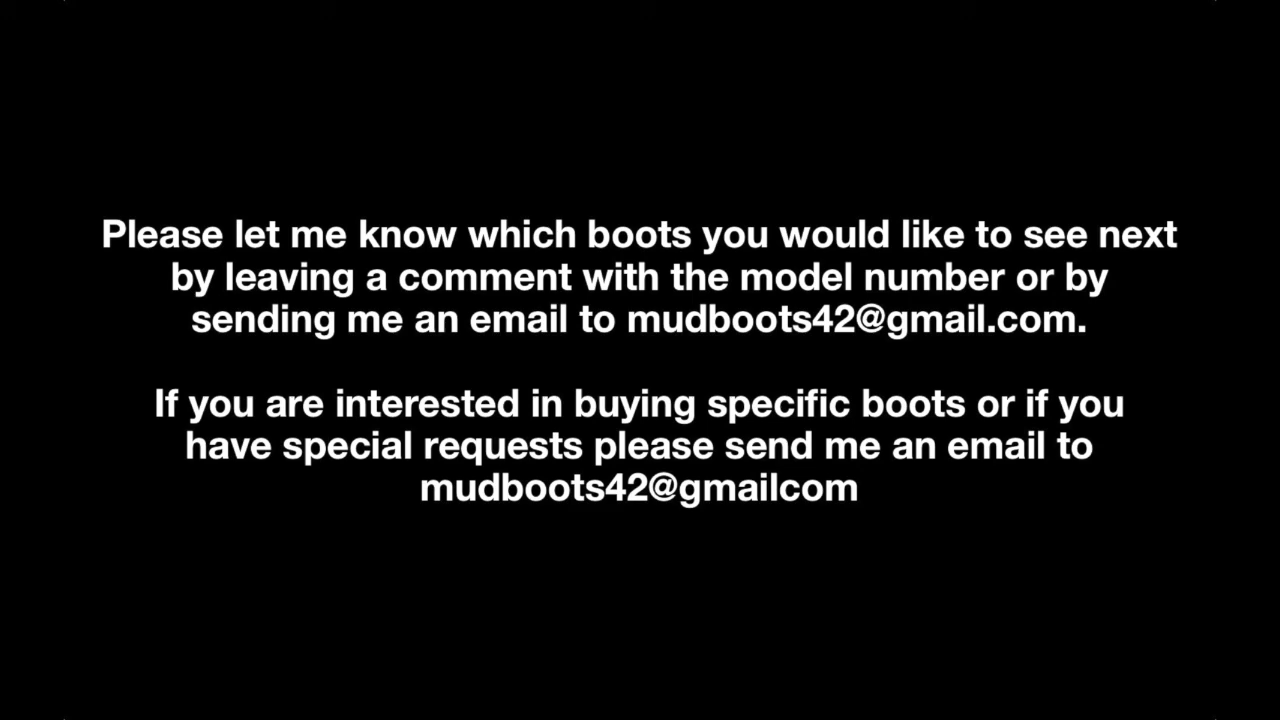 Please let me know which boots you would like to see next
by leaving a comment with the model number or by
sending me an email to mudboots42@gmail.com.
If you are interested in buying specific boots or if you
have special requests please send me an email to
mudboots42@gmailcom